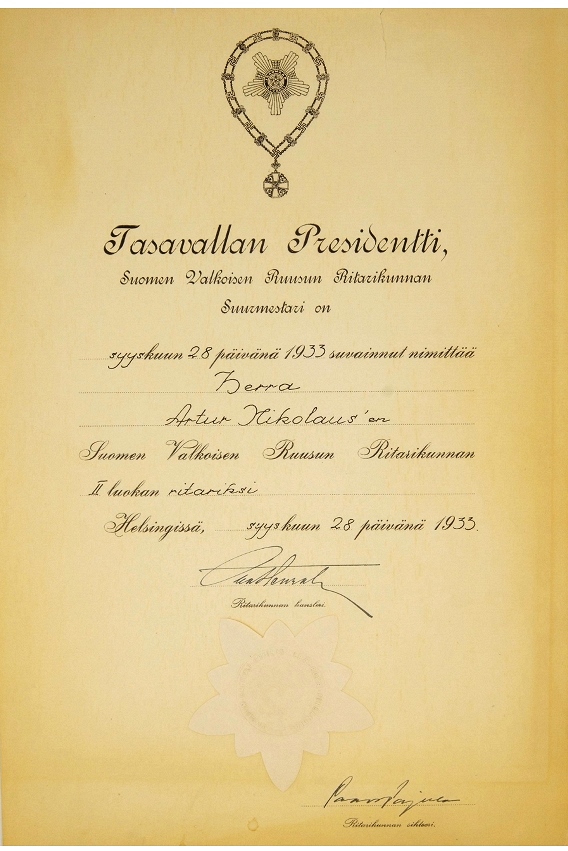 Tasavallan Presidentti,
Suomen Valkoisen Ruusun Ritarikunnan
Suurmestari on
syyskuun 28 päivänä 1933 suvainnut nimittää
Herra
Artur Nikolaus'en
Suomen Valkoisen Ruusun Ritarikunnan
II luokan ritariksi
Helsingissä, syyskuun 28 päivänä 1933.
Ritarikunnan kansleri.
Ritarikunnan sihteeri.